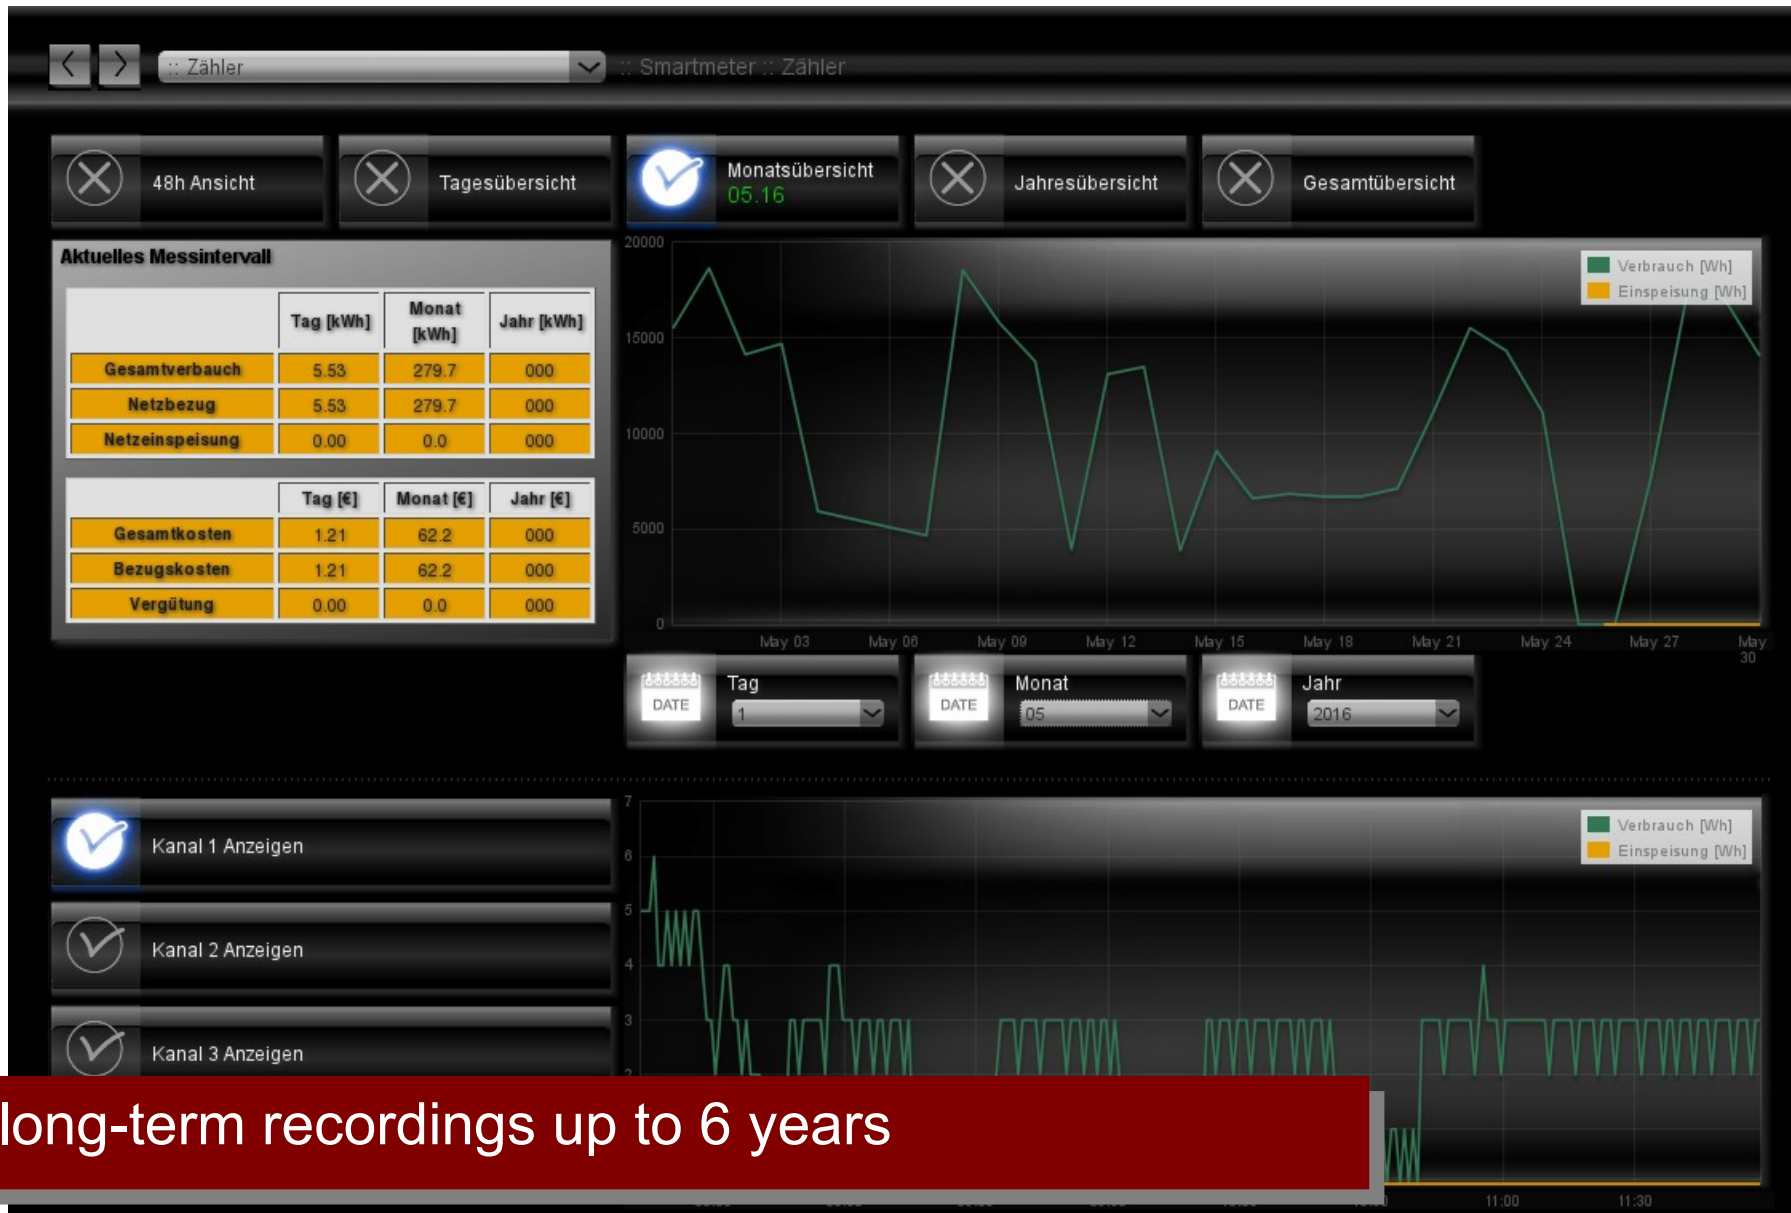 :: Zähler
:: Smartmeter :: Zähler
48h Ansicht
Tagesübersicht
Monatsübersicht
05.16
Jahresübersicht
Gesamtübersicht
Aktuelles Messintervall
Tag [kWh] Monat [kWh] Jahr [kWh]
Gesamtverbauch 5.53 279.7 000
Netzbezug 5.53 279.7 000
Netzeinspeisung 0.00 0.0 000
Tag [€] Monat [€] Jahr [€]
Gesamtkosten 1.21 62.2 000
Bezugskosten 1.21 62.2 000
Vergütung 0.00 0.0 000
20000
15000
10000
5000
0
Verbrauch [Wh]
Einspeisung [Wh]
May 03 May 06 May 09 May 12 May 15 May 18 May 21 May 24 May 27 May 30
DATE
Tag
1
DATE
Monat
05
DATE
Jahr
2016
Kanal 1 Anzeigen
Kanal 2 Anzeigen
Kanal 3 Anzeigen
7
6
5
4
3
2
Verbrauch [Wh]
Einspeisung [Wh]
11:00 11:30
long-term recordings up to 6 years